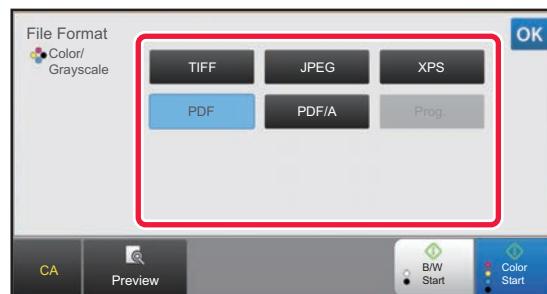 File Format
OK
Color/
Grayscale
TIFF
JPEG
XPS
PDF
PDF/A
Prog.
CA
Preview
B/W
Start
Color
Start